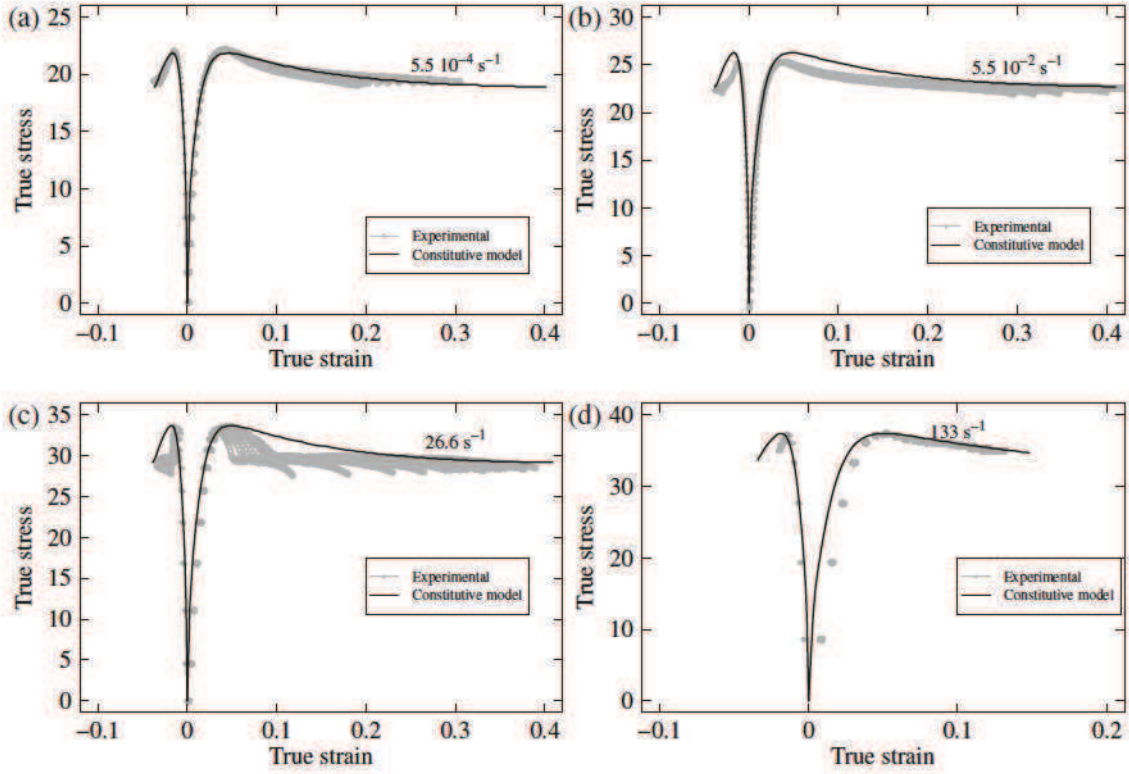 (a)
25
20
15
10
5
0
−0.1
0
0.1
0.2
0.3
0.4
True stress
True strain
5.5 10⁻⁴ s⁻¹
Experimental
Constitutive model
(b)
30
25
20
15
10
5
0
−0.1
0
0.1
0.2
0.3
0.4
True stress
True strain
5.5 10⁻² s⁻¹
Experimental
Constitutive model
(c)
35
30
25
20
15
10
5
0
−0.1
0
0.1
0.2
0.3
0.4
True stress
True strain
26.6 s⁻¹
Experimental
Constitutive model
(d)
40
30
20
10
0
−0.1
0
0.1
0.2
True stress
True strain
133 s⁻¹
Experimental
Constitutive model